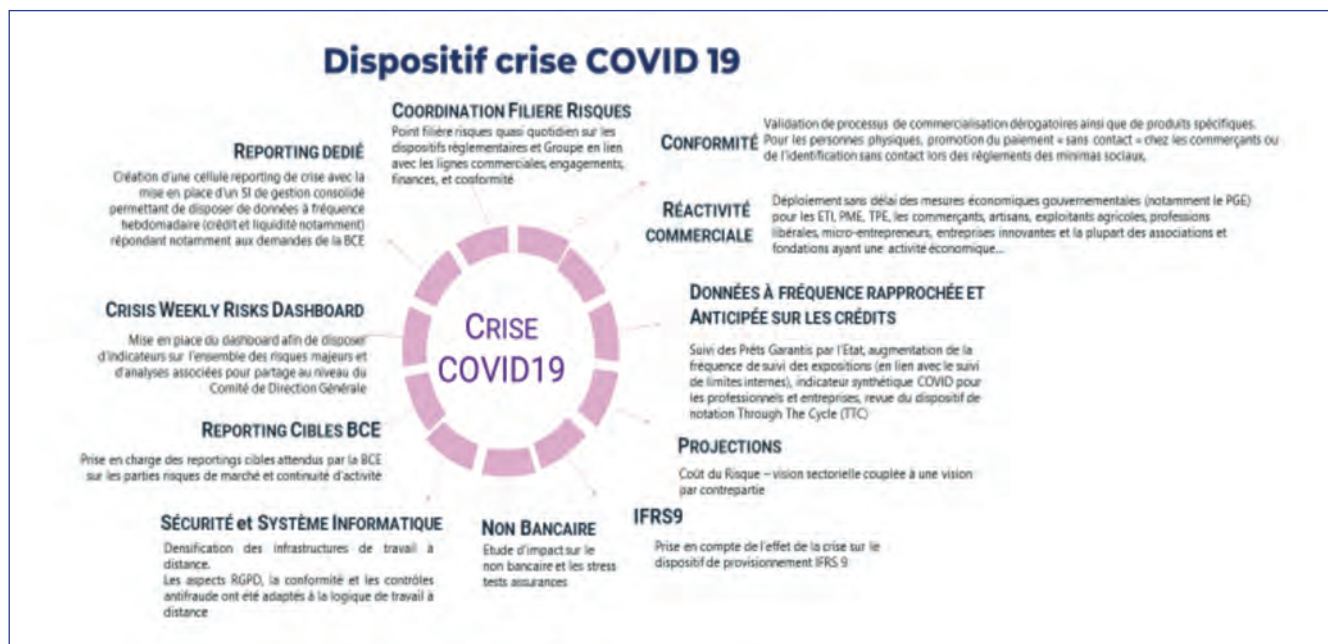 Dispositif crise COVID 19
COORDINATION FILIERE RISQUES
Point filière risques quasi quotidien sur les
dispositifs règlementaires et Groupe en lien
avec les lignes commerciales, engagements,
finances, et conformité
CONFORMITÉ
Validation de processus de commercialisation dérogatoires ainsi que de produits spécifiques.
Pour les personnes physiques, promotion du paiement « sans contact » chez les commerçants ou
de l'identification sans contact lors des règlements des minimas sociaux.
REPORTING DEDIÉ
Création d'une cellule reporting de crise avec la
mise en place d'un SI de gestion consolidé
permettant de disposer de données à fréquence
hebdomadaire (crédit et liquidité notamment)
répondant notamment aux demandes de la BCE
RÉACTIVITÉ
COMMERCIALE
Déploiement sans délai des mesures économiques gouvernementales (notamment le PGE)
pour les ETI, PME, TPE, les commerçants, artisans, exploitants agricoles, professions
libérales, micro-entrepreneurs, entreprises innovantes et la plupart des associations et
fondations ayant une activité économique...
CRISIS WEEKLY RISKS DASHBOARD
Mise en place du dashboard afin de disposer
d'indicateurs sur l'ensemble des risques majeurs et
d'analyses associées pour partage au niveau du
Comité de Direction Générale
CRISE
COVID19
DONNÉES À FRÉQUENCE RAPPROCHÉE ET
ANTICIPÉE SUR LES CRÉDITS
Suivi des Prêts Garantis par l'Etat, augmentation de la
fréquence de suivi des expositions (en lien avec le suivi
de limites internes), indicateur synthétique COVID pour
les professionnels et entreprises, revue du dispositif de
notation Through The Cycle (TTC)
REPORTING CIBLES BCE
Prise en charge des reportings cibles attendus par la BCE
sur les parties risques de marché et continuité d'activité
PROJECTIONS
Coût du Risque – vision sectorielle couplée à une vision
par contrepartie
SÉCURITÉ et SYSTÈME INFORMATIQUE
Densification des infrastructures de travail à
distance.
Les aspects RGPD, la conformité et les contrôles
antifraude ont été adaptés à la logique de travail à
distance
NON BANCAIRE
Etude d'impact sur le
non bancaire et les stress
tests assurances
IFRS9
Prise en compte de l'effet de la crise sur le
dispositif de provisionnement IFRS 9